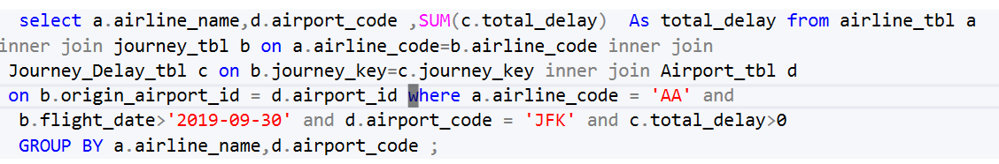 select a.airline_name,d.airport_code ,SUM(c.total_delay)  As total_delay from airline_tbl a
inner join journey_tbl b on a.airline_code=b.airline_code inner join
Journey_Delay_tbl c on b.journey_key=c.journey_key inner join Airport_tbl d
on b.origin_airport_id = d.airport_id where a.airline_code = 'AA' and
b.flight_date>'2019-09-30' and d.airport_code = 'JFK' and c.total_delay>0
GROUP BY a.airline_name,d.airport_code ;